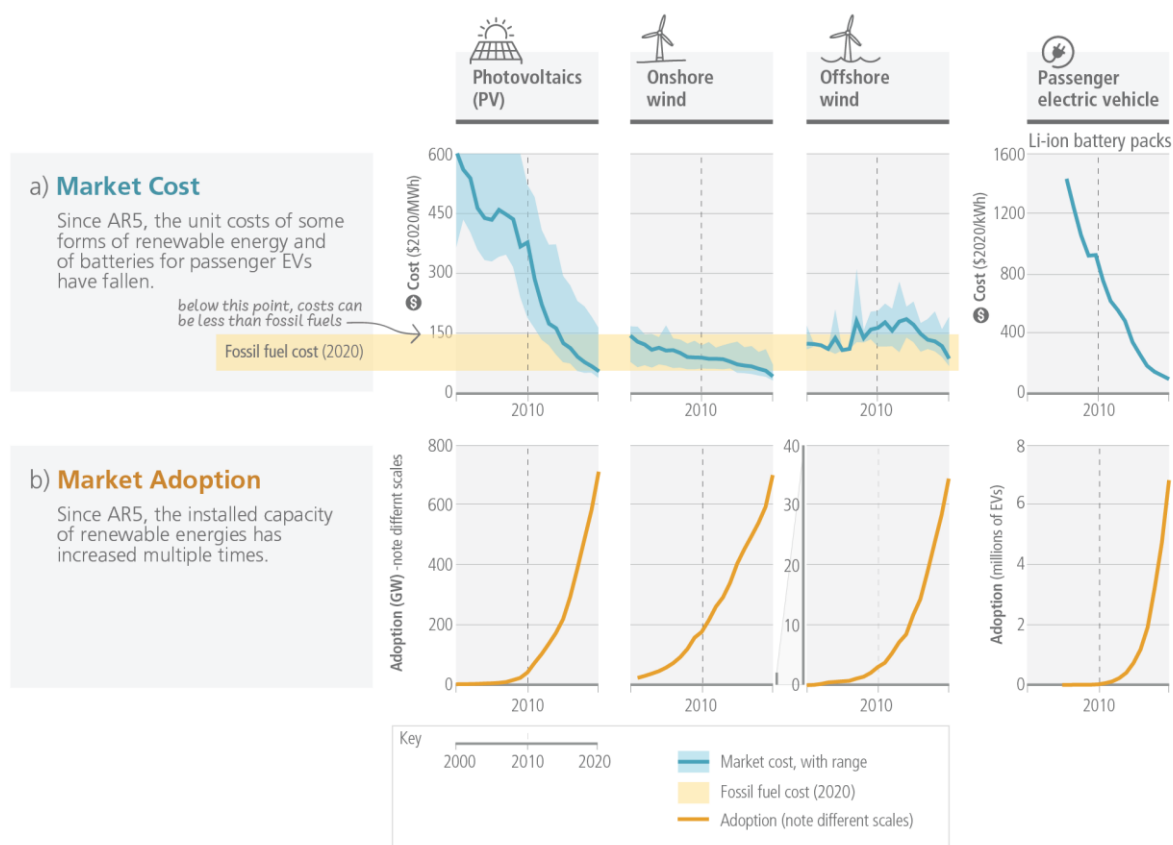 Photovoltaics
(PV)
Onshore
wind
Offshore
wind
Passenger
electric vehicle
Li-ion battery packs
a) Market Cost
Since AR5, the unit costs of some
forms of renewable energy and
of batteries for passenger EVs
have fallen.
below this point, costs can
be less than fossil fuels
Fossil fuel cost (2020)
$ Cost ($2020/MWh)
600
450
300
150
0
2010
2010
2010
$ Cost ($2020/kWh)
1600
1200
800
400
0
2010
b) Market Adoption
Since AR5, the installed capacity
of renewable energies has
increased multiple times.
Adoption (GW) -note differnt scales
800
600
400
200
0
2010
2010
40
30
20
10
0
2010
Adoption (millions of EVs)
8
6
4
2
0
2010
Key
2000 2010 2020
Market cost, with range
Fossil fuel cost (2020)
Adoption (note different scales)